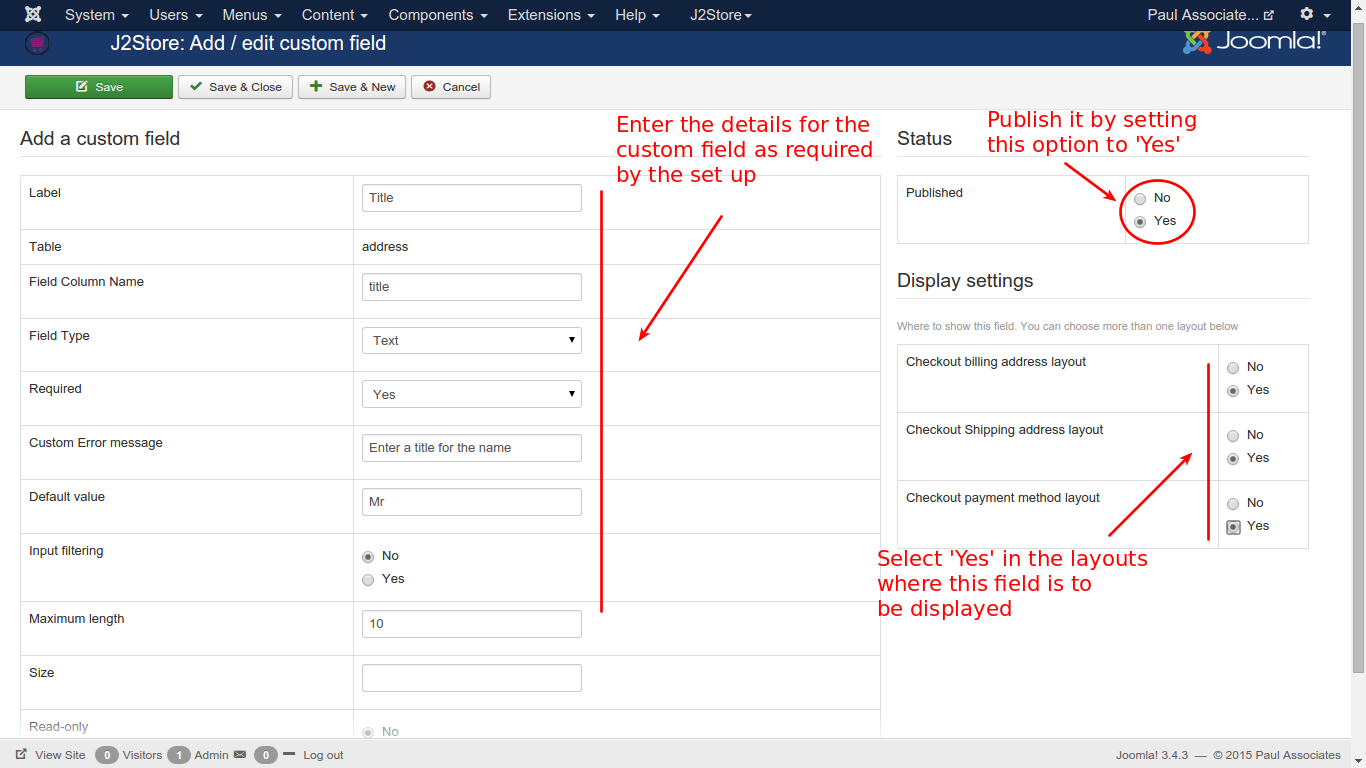 System Users Menus Content Components Extensions Help J2Store Paul Associate...
J2Store: Add / edit custom field
Joomla!
Save Save & Close Save & New Cancel
Add a custom field
Enter the details for the
custom field as required
by the set up
Label Title
Table address
Field Column Name title
Field Type Text
Required Yes
Custom Error message Enter a title for the name
Default value Mr
Input filtering No
Yes
Maximum length 10
Size
Read-only No
Status
Publish it by setting
this option to 'Yes'
Published No
Yes
Display settings
Where to show this field. You can choose more than one layout below
Checkout billing address layout No
Yes
Checkout Shipping address layout No
Yes
Checkout payment method layout No
Yes
Select 'Yes' in the layouts
where this field is to
be displayed
View Site 0 Visitors 1 Admin 0 Log out Joomla! 3.4.3 — © 2015 Paul Associates